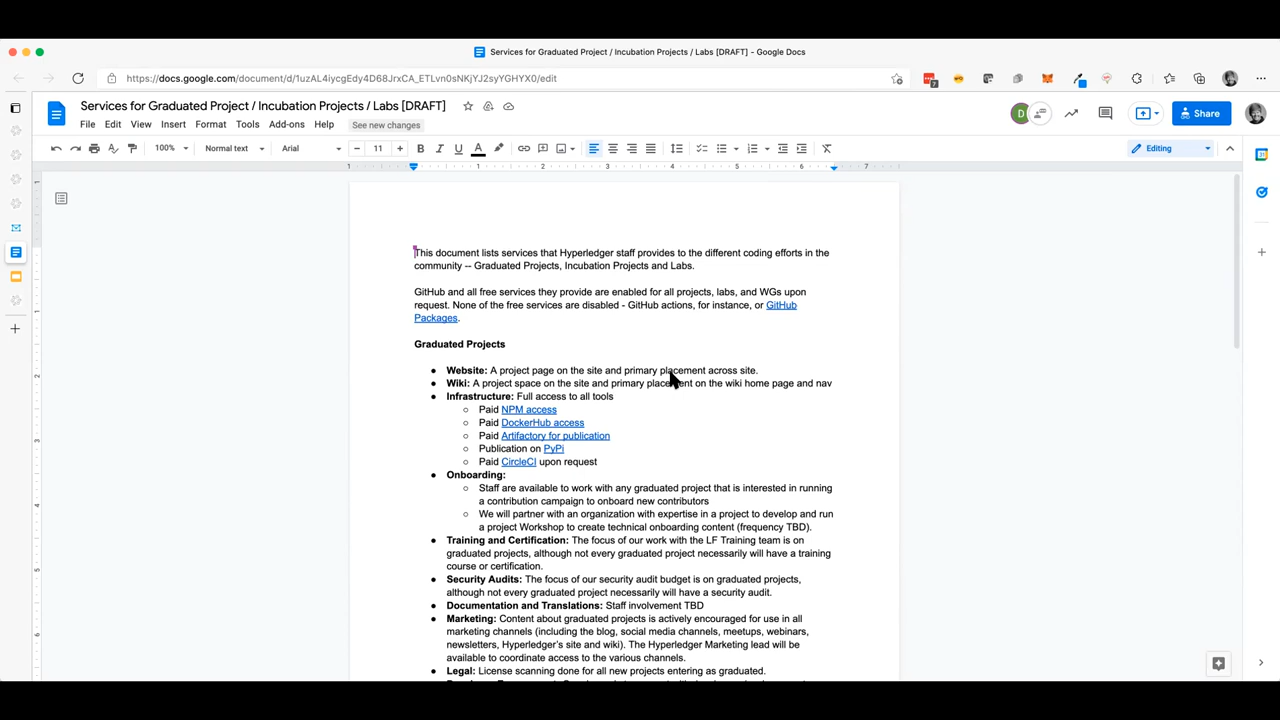 Services for Graduated Project / Incubation Projects / Labs [DRAFT] - Google Docs
https://docs.google.com/document/d/1uzAL4iycgEdy4D68JrxCA_ETLvn0sNKjYJ2syYGHYX0/edit
7
Services for Graduated Project / Incubation Projects / Labs [DRAFT]
File Edit View Insert Format Tools Add-ons Help See new changes
D
Share
100% Normal text Arial − 11 + B I U A Editing
1 1 2 3 4 5 6 7
This document lists services that Hyperledger staff provides to the different coding efforts in the
community -- Graduated Projects, Incubation Projects and Labs.
GitHub and all free services they provide are enabled for all projects, labs, and WGs upon
request. None of the free services are disabled - GitHub actions, for instance, or GitHub
Packages.
Graduated Projects
● Website: A project page on the site and primary placement across site.
● Wiki: A project space on the site and primary placement on the wiki home page and nav
● Infrastructure: Full access to all tools
○ Paid NPM access
○ Paid DockerHub access
○ Paid Artifactory for publication
○ Publication on PyPi
○ Paid CircleCI upon request
● Onboarding:
○ Staff are available to work with any graduated project that is interested in running
a contribution campaign to onboard new contributors
○ We will partner with an organization with expertise in a project to develop and run
a project Workshop to create technical onboarding content (frequency TBD).
● Training and Certification: The focus of our work with the LF Training team is on
graduated projects, although not every graduated project necessarily will have a training
course or certification.
● Security Audits: The focus of our security audit budget is on graduated projects,
although not every graduated project necessarily will have a security audit.
● Documentation and Translations: Staff involvement TBD
● Marketing: Content about graduated projects is actively encouraged for use in all
marketing channels (including the blog, social media channels, meetups, webinars,
newsletters, Hyperledger's site and wiki). The Hyperledger Marketing lead will be
available to coordinate access to the various channels.
● Legal: License scanning done for all new projects entering as graduated.